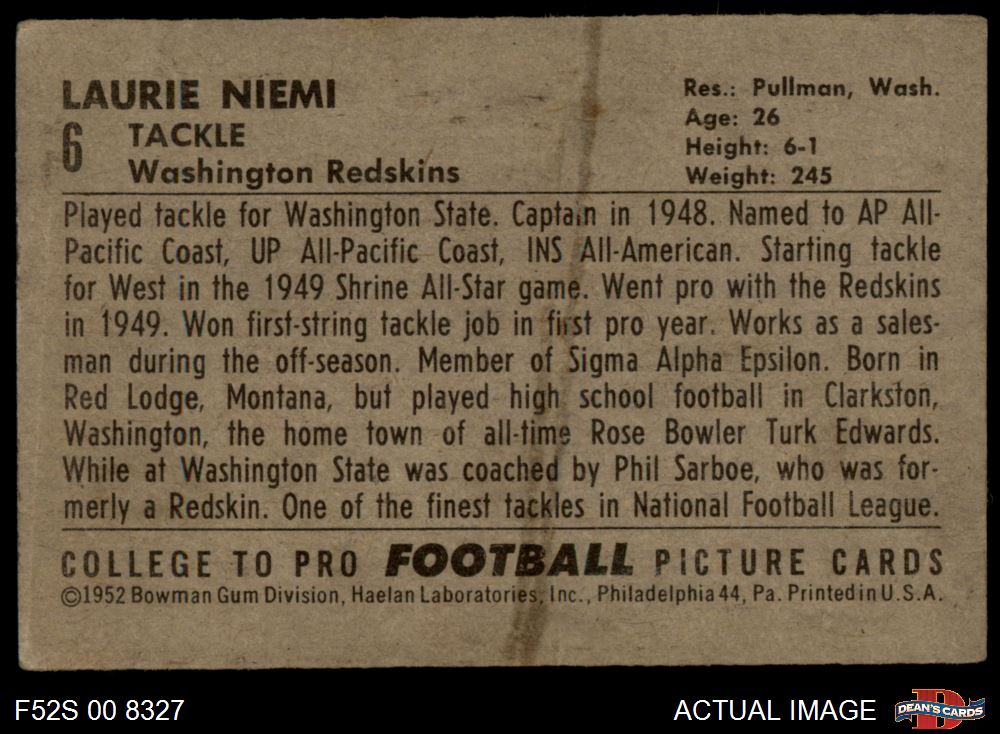 LAURIE NIEMI
6 TACKLE
Washington Redskins
Res.: Pullman, Wash.
Age: 26
Height: 6-1
Weight: 245
Played tackle for Washington State. Captain in 1948. Named to AP All-
Pacific Coast, UP All-Pacific Coast, INS All-American. Starting tackle
for West in the 1949 Shrine All-Star game. Went pro with the Redskins
in 1949. Won first-string tackle job in first pro year. Works as a sales-
man during the off-season. Member of Sigma Alpha Epsilon. Born in
Red Lodge, Montana, but played high school football in Clarkston,
Washington, the home town of all-time Rose Bowler Turk Edwards.
While at Washington State was coached by Phil Sarboe, who was for-
merly a Redskin. One of the finest tackles in National Football League.
COLLEGE TO PRO FOOTBALL PICTURE CARDS
©1952 Bowman Gum Division, Haelan Laboratories, Inc., Philadelphia 44, Pa. Printed in U.S.A.
F52S 00 8327
ACTUAL IMAGE
DEAN'S CARDS